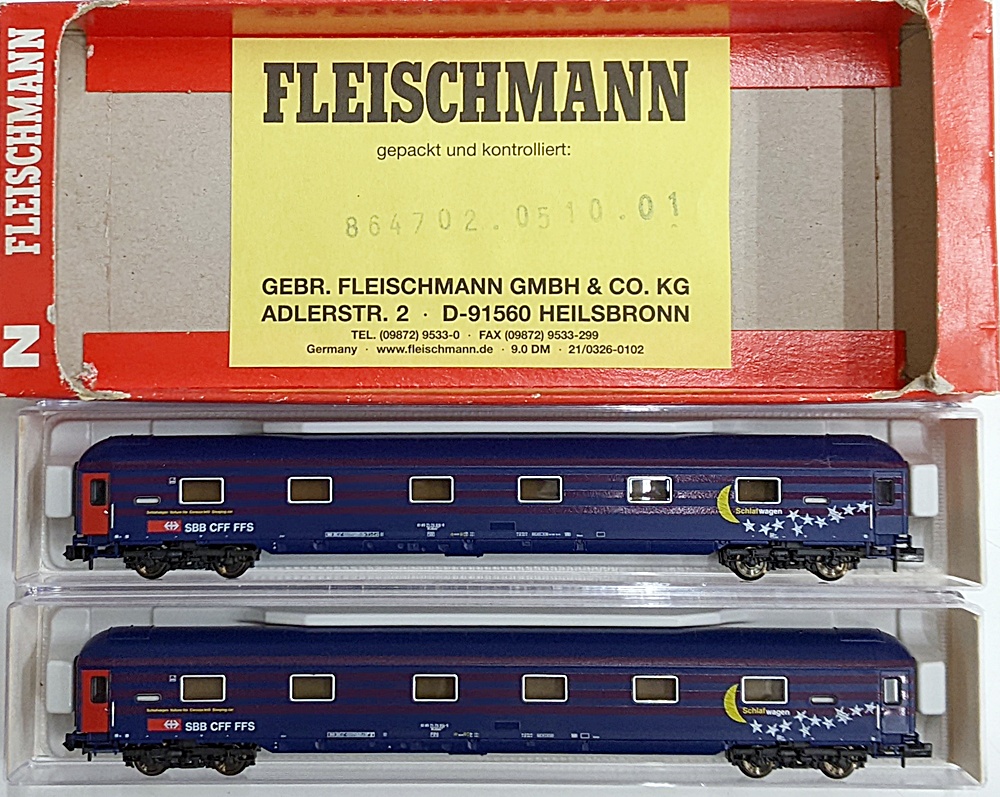 N FLEISCHMANN
FLEISCHMANN
gepackt und kontrolliert:
864702.0510.01
GEBR. FLEISCHMANN GMBH & CO. KG
ADLERSTR. 2 · D-91560 HEILSBRONN
TEL. (09872) 9533-0 · FAX (09872) 9533-299
Germany · www.fleischmann.de · 9.0 DM · 21/0326-0102
Schlafwagen
SBB CFF FFS
Schlafwagen
SBB CFF FFS